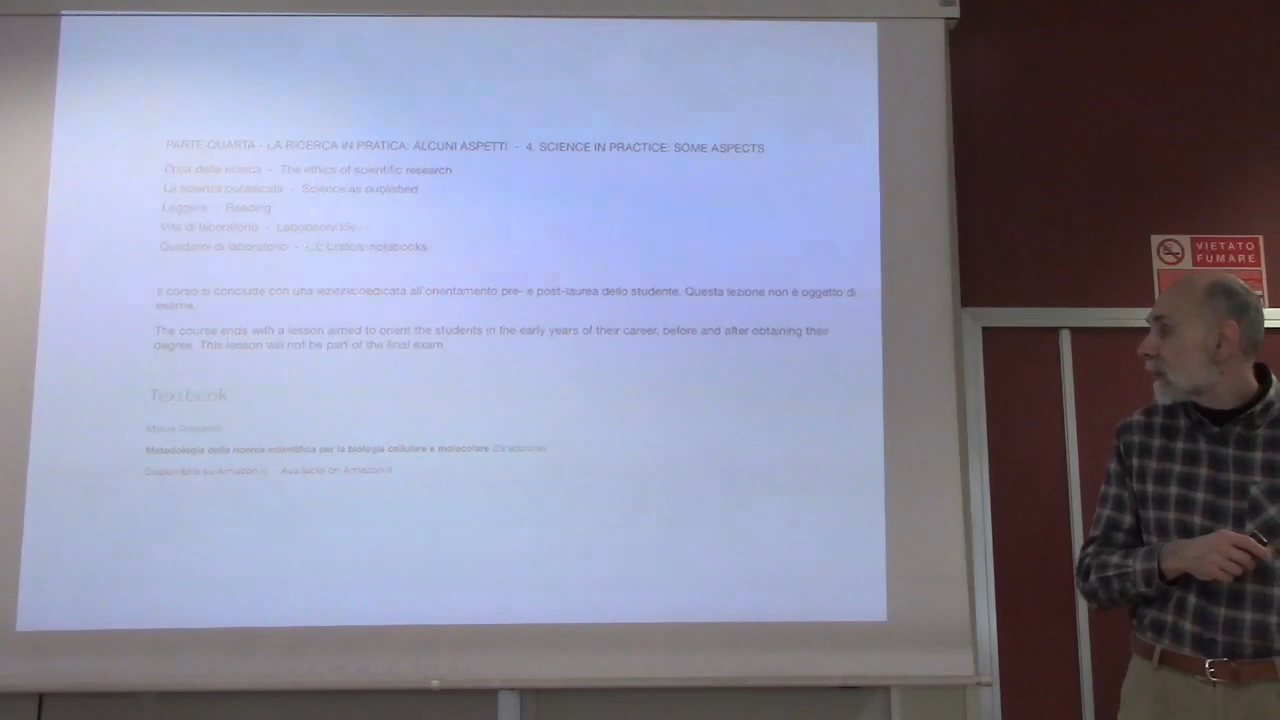 PARTE QUARTA - LA RICERCA IN PRATICA: ALCUNI ASPETTI - 4. SCIENCE IN PRACTICE: SOME ASPECTS
Etica della ricerca - The ethics of scientific research
La scienza pubblicata - Science as published
Leggere - Reading
Vita di laboratorio -
Quaderni di laboratorio - notebooks
Il corso si conclude con una lezione dedicata all'orientamento pre- e post-laurea dello studente. Questa lezione non è oggetto di
esame.
The course ends with a lesson aimed to orient the students in the early years of their career, before and after obtaining their
degree. This lesson will not be part of the final exam.
Textbook
Metodologia della ricerca scientifica per la biologia cellulare e molecolare
Disponibile su Amazon.it - Available on Amazon.it
VIETATO
FUMARE